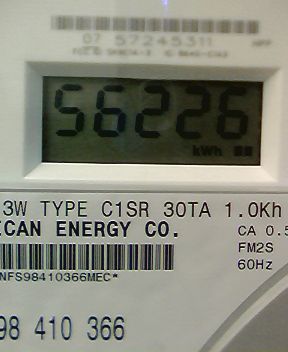 07 57245311
56226
kWh
3W TYPE C1SR 30TA 1.0Kh
ICAN ENERGY CO.
CA 0.5
FM2S
60Hz
NFS98410366MEC*
98 410 366